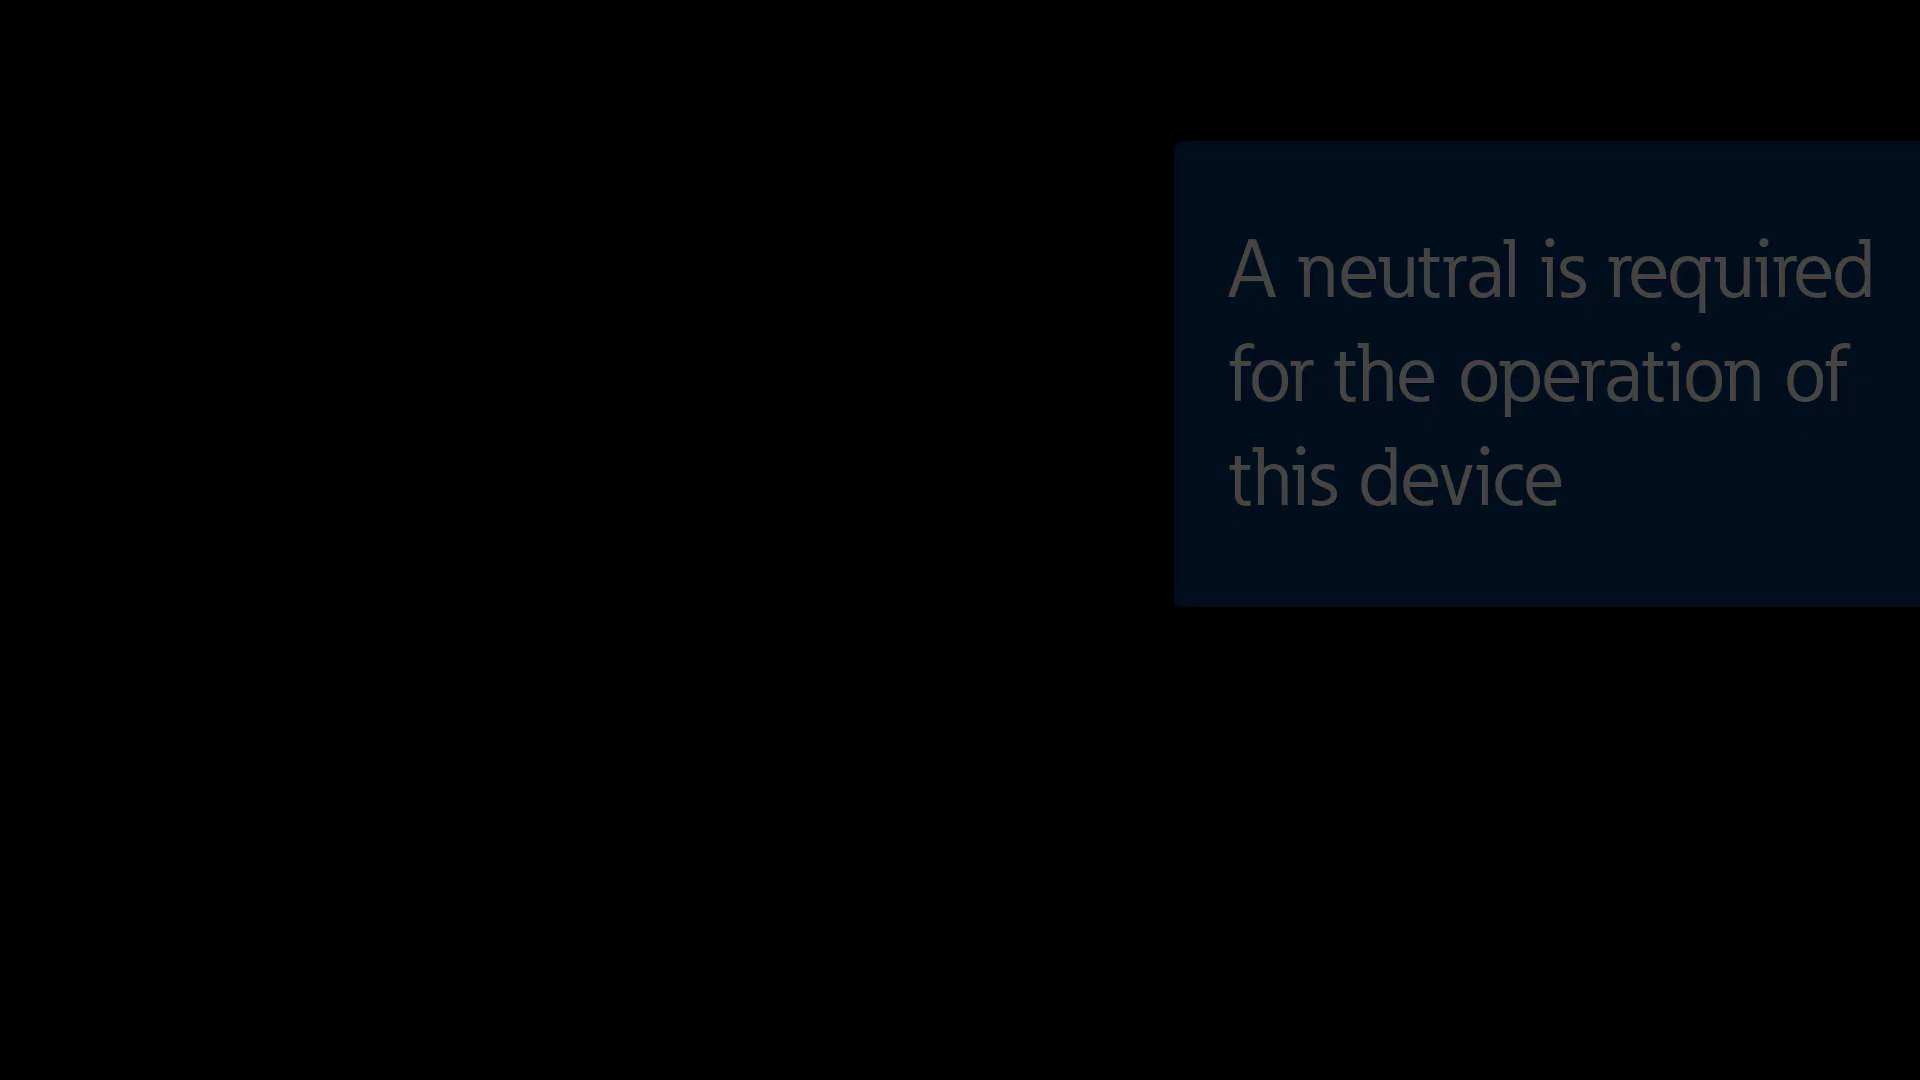 A neutral is required
for the operation of
this device